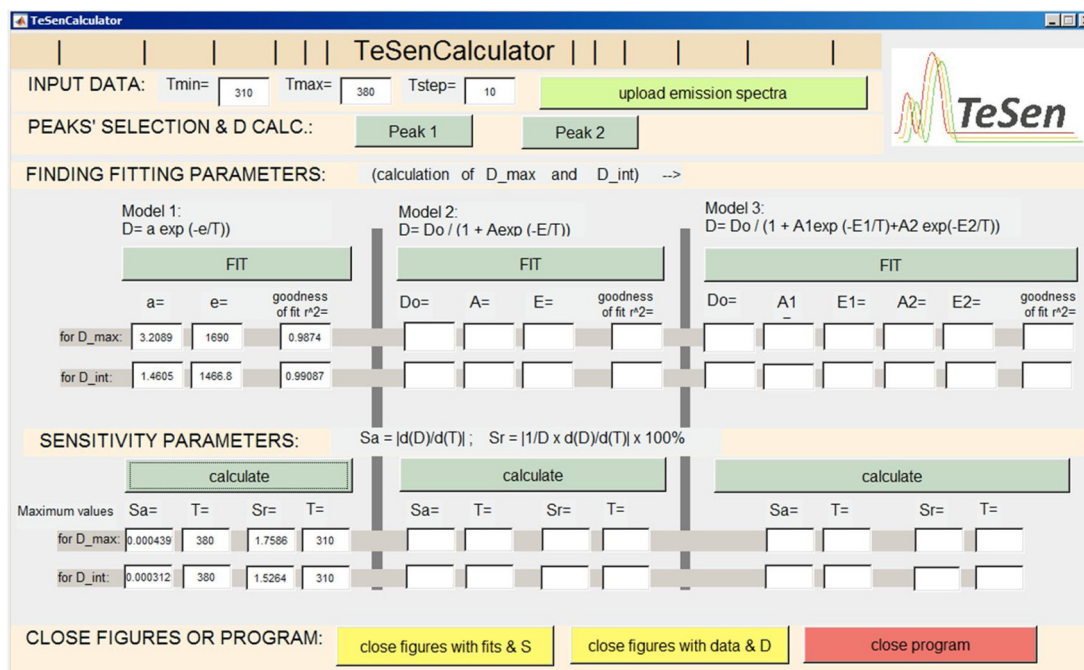 TeSenCalculator
| | | | | | TeSenCalculator | | | | | |
INPUT DATA: Tmin= 310 Tmax= 380 Tstep= 10 upload emission spectra
TeSen
PEAKS' SELECTION & D CALC.: Peak 1 Peak 2
FINDING FITTING PARAMETERS: (calculation of D_max and D_int) -->
Model 1: Model 2: Model 3:
D= a exp (-e/T)) D= Do / (1 + Aexp (-E/T)) D= Do / (1 + A1exp (-E1/T)+A2 exp(-E2/T))
FIT FIT FIT
a= e= goodness of fit r^2= Do= A= E= goodness of fit r^2= Do= A1 = E1= A2= E2= goodness of fit r^2=
for D_max: 3.2089 1690 0.9874
for D_int: 1.4605 1466.8 0.99087
SENSITIVITY PARAMETERS: Sa = |d(D)/d(T)| ; Sr = |1/D x d(D)/d(T)| x 100%
calculate calculate calculate
Maximum values Sa= T= Sr= T= Sa= T= Sr= T= Sa= T= Sr= T=
for D_max: 0.000439 380 1.7586 310
for D_int: 0.000312 380 1.5264 310
CLOSE FIGURES OR PROGRAM: close figures with fits & S close figures with data & D close program